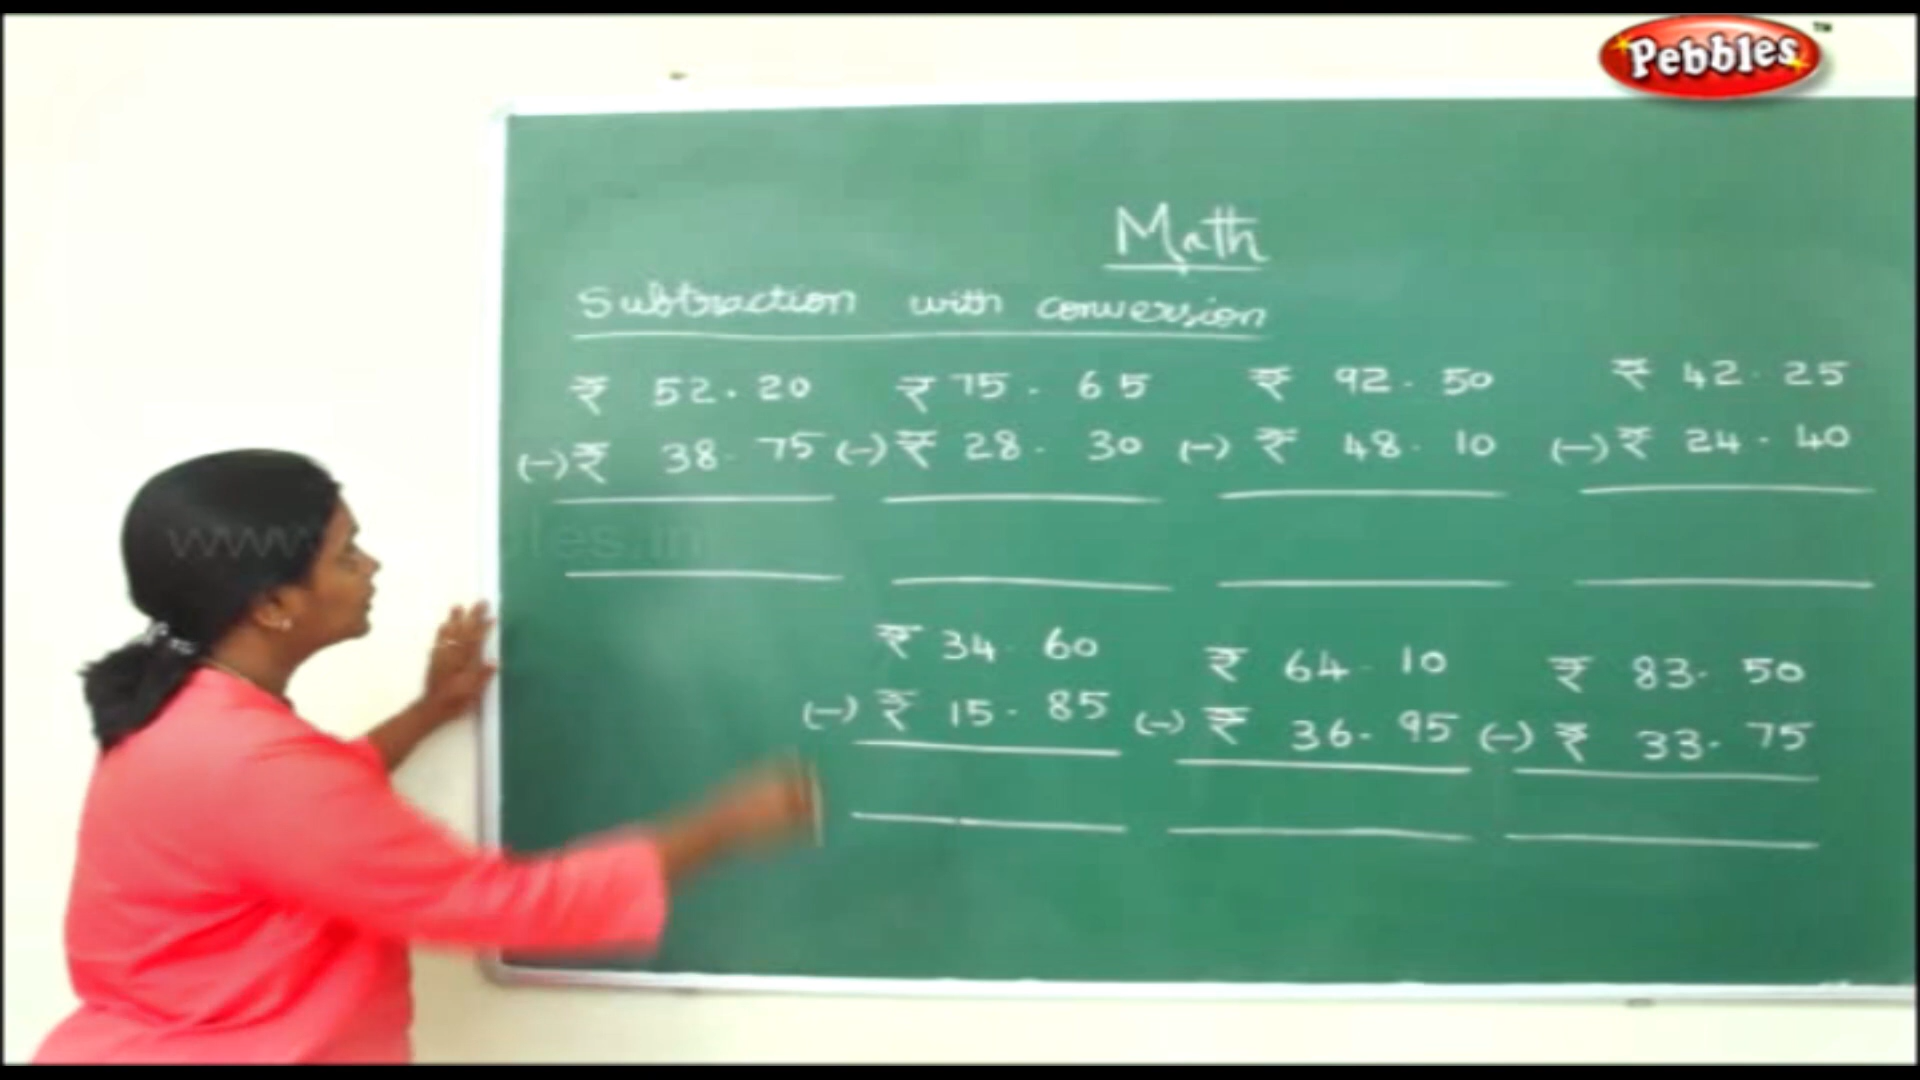 Pebbles™
Math
Subtraction with conversion
₹ 52.20 ₹ 75.65 ₹ 92.50 ₹ 42.25
(-) ₹ 38.75 (-) ₹ 28.30 (-) ₹ 48.10 (-) ₹ 24.40
₹ 34.60 ₹ 64.10 ₹ 83.50
(-) ₹ 15.85 (-) ₹ 36.95 (-) ₹ 33.75